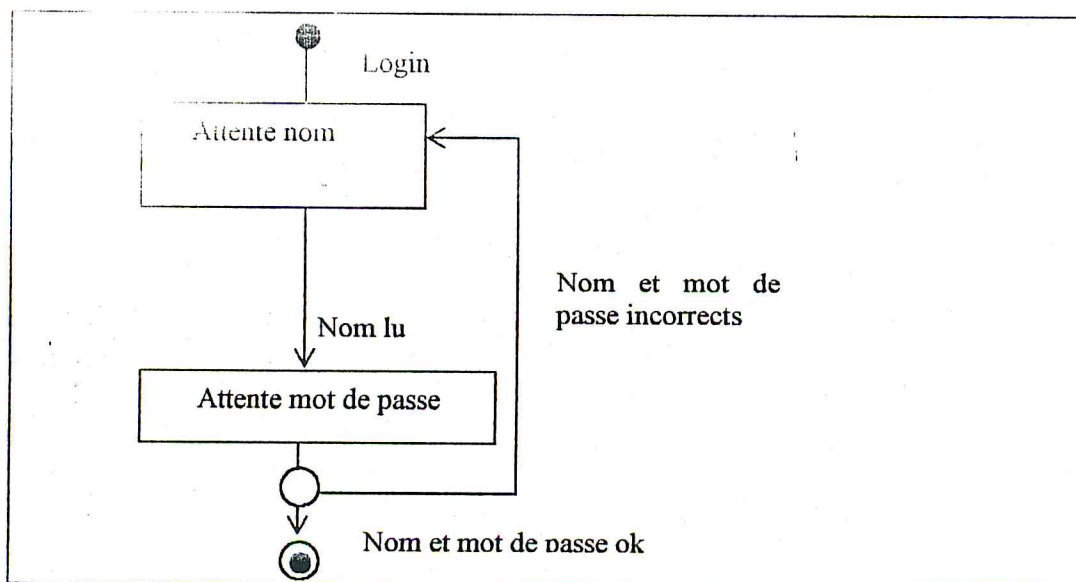 Login
Attente nom
Nom et mot de
passe incorrects
Nom lu
Attente mot de passe
Nom et mot de passe ok